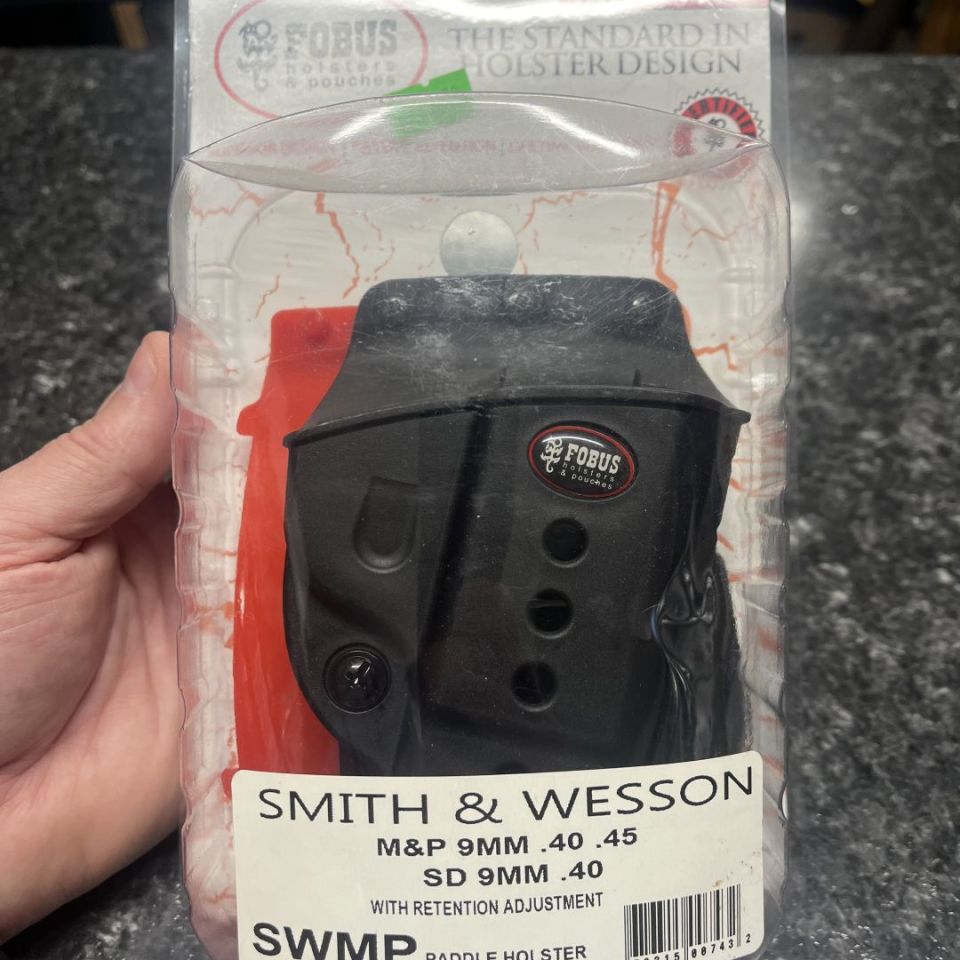 FOBUS
holsters
& pouches
THE STANDARD IN
HOLSTER DESIGN
FOBUS
holsters
& pouches
SMITH & WESSON
M&P 9MM .40 .45
SD 9MM .40
WITH RETENTION ADJUSTMENT
SWMP PADDLE HOLSTER